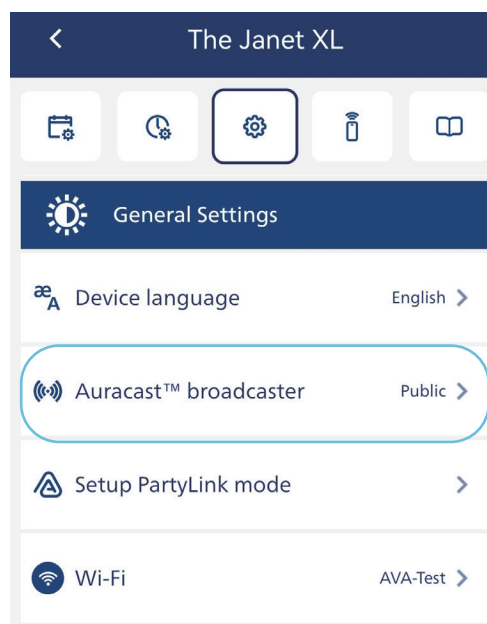 The Janet XL
General Settings
Device language English
Auracast™ broadcaster Public
Setup PartyLink mode
Wi-Fi AVA-Test